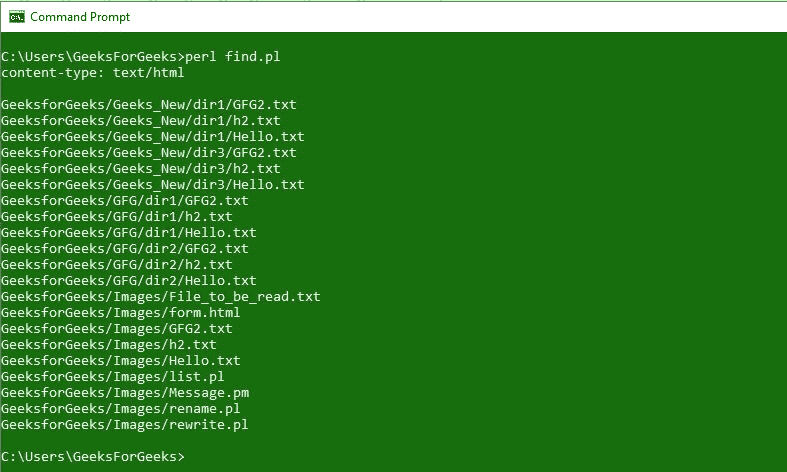 Command Prompt
C:\Users\GeeksForGeeks>perl find.pl
content-type: text/html
GeeksforGeeks/Geeks_New/dir1/GFG2.txt
GeeksforGeeks/Geeks_New/dir1/h2.txt
GeeksforGeeks/Geeks_New/dir1/Hello.txt
GeeksforGeeks/Geeks_New/dir3/GFG2.txt
GeeksforGeeks/Geeks_New/dir3/h2.txt
GeeksforGeeks/Geeks_New/dir3/Hello.txt
GeeksforGeeks/GFG/dir1/GFG2.txt
GeeksforGeeks/GFG/dir1/h2.txt
GeeksforGeeks/GFG/dir1/Hello.txt
GeeksforGeeks/GFG/dir2/GFG2.txt
GeeksforGeeks/GFG/dir2/h2.txt
GeeksforGeeks/GFG/dir2/Hello.txt
GeeksforGeeks/Images/File_to_be_read.txt
GeeksforGeeks/Images/form.html
GeeksforGeeks/Images/GFG2.txt
GeeksforGeeks/Images/h2.txt
GeeksforGeeks/Images/Hello.txt
GeeksforGeeks/Images/list.pl
GeeksforGeeks/Images/Message.pm
GeeksforGeeks/Images/rename.pl
GeeksforGeeks/Images/rewrite.pl
C:\Users\GeeksForGeeks>